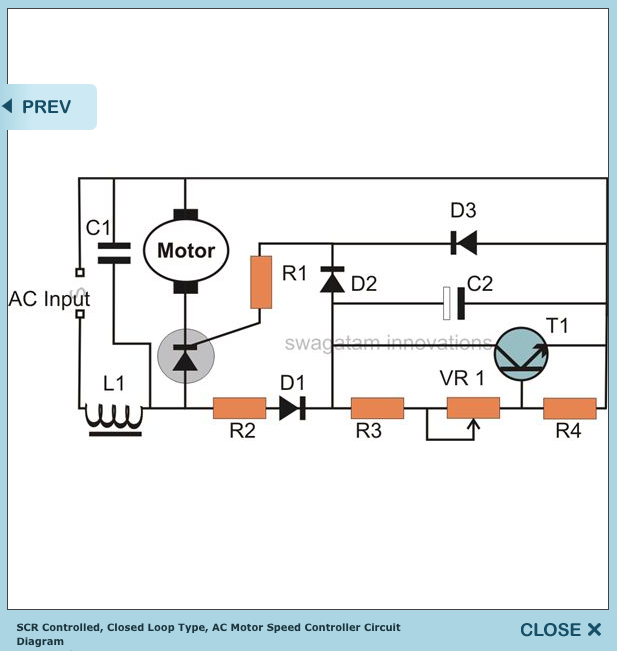 PREV
D3
C1
Motor
R1
D2
C2
AC Input
T1
swagatam innovations
L1
D1
VR 1
R2
R3
R4
SCR Controlled, Closed Loop Type, AC Motor Speed Controller Circuit
Diagram
CLOSE X